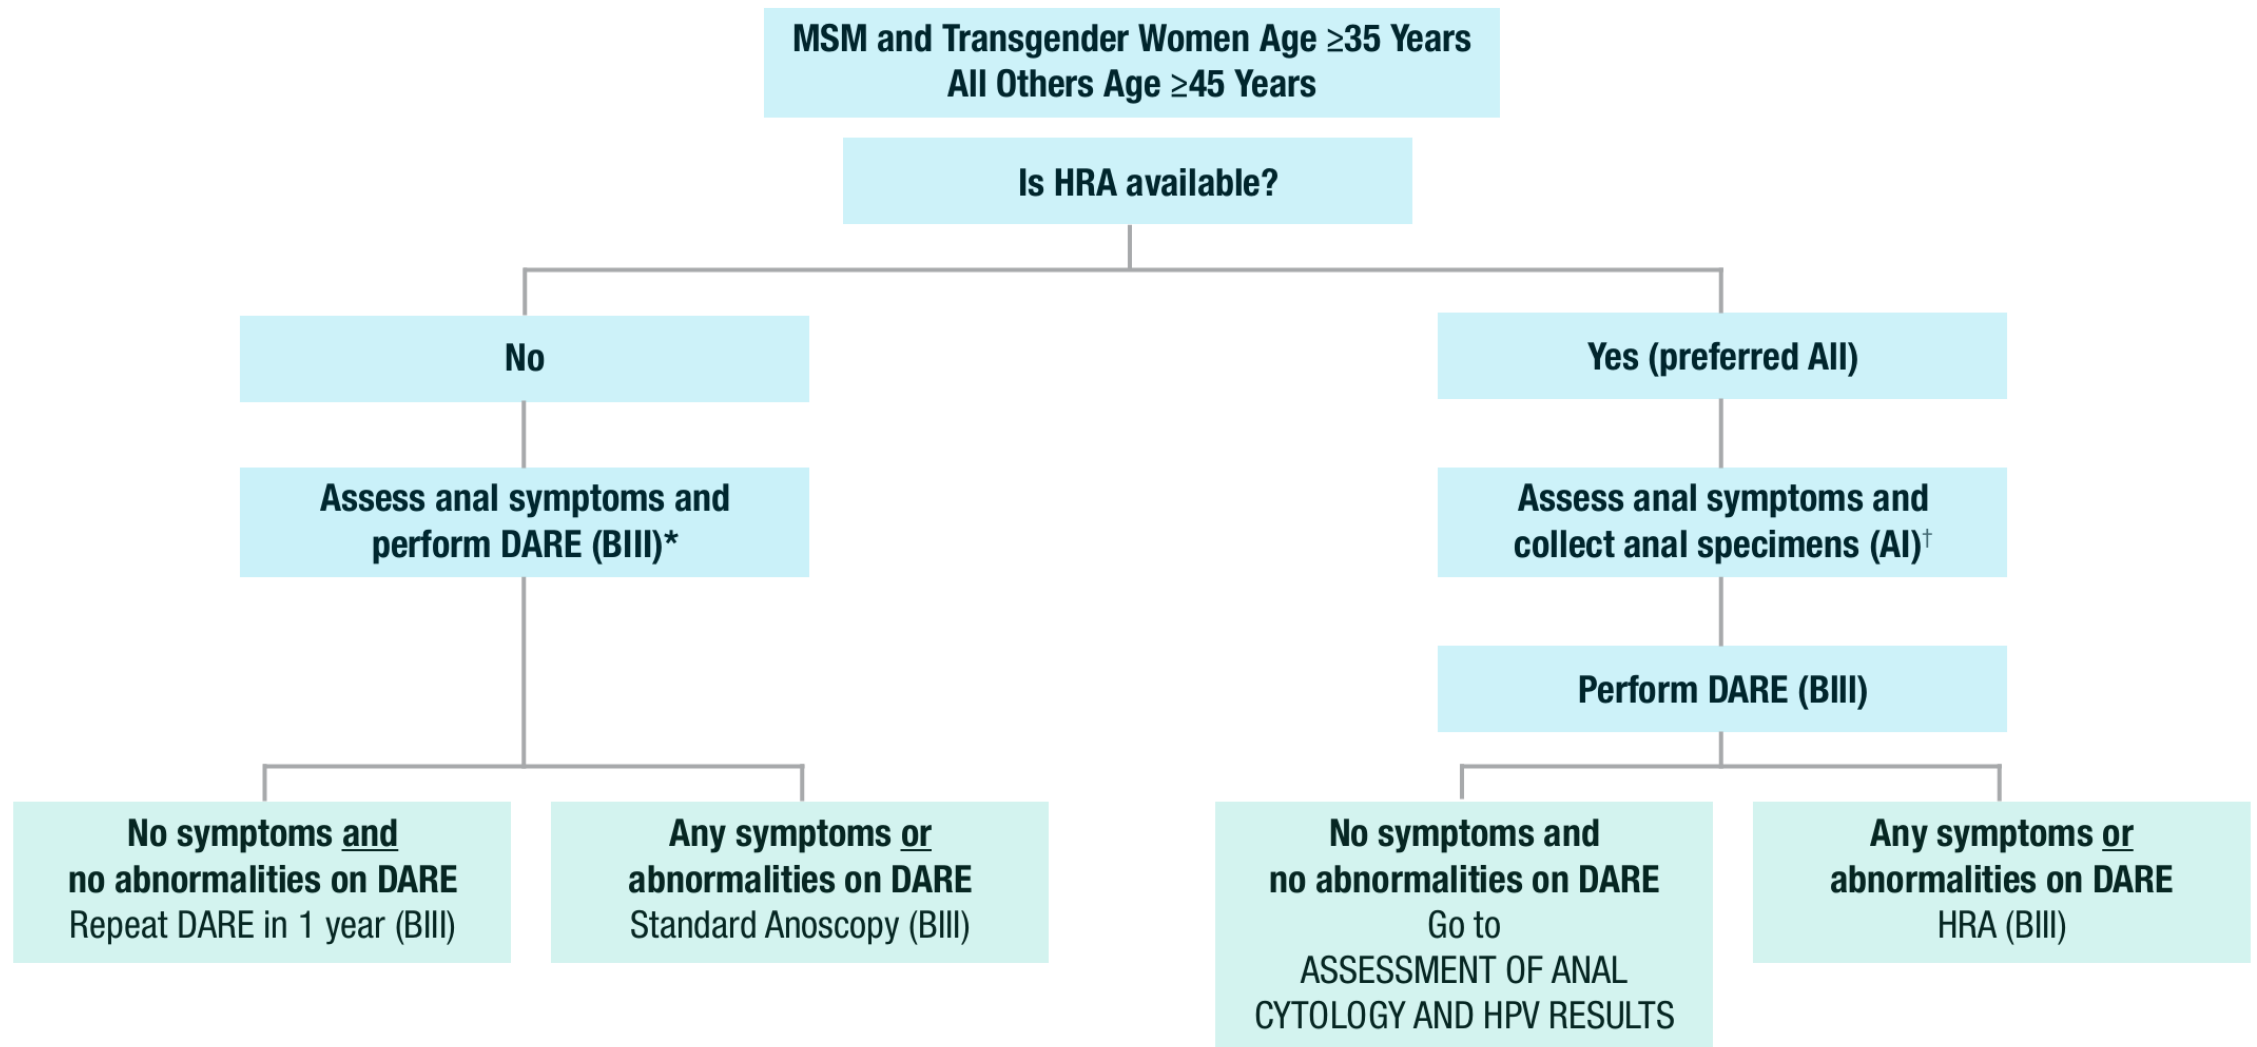 MSM and Transgender Women Age ≥35 Years
All Others Age ≥45 Years
Is HRA available?
No
Yes (preferred All)
Assess anal symptoms and
perform DARE (BIII)*
Assess anal symptoms and
collect anal specimens (AI)†
Perform DARE (BIII)
No symptoms and
no abnormalities on DARE
Repeat DARE in 1 year (BIII)
Any symptoms or
abnormalities on DARE
Standard Anoscopy (BIII)
No symptoms and
no abnormalities on DARE
Go to
ASSESSMENT OF ANAL
CYTOLOGY AND HPV RESULTS
Any symptoms or
abnormalities on DARE
HRA (BIII)